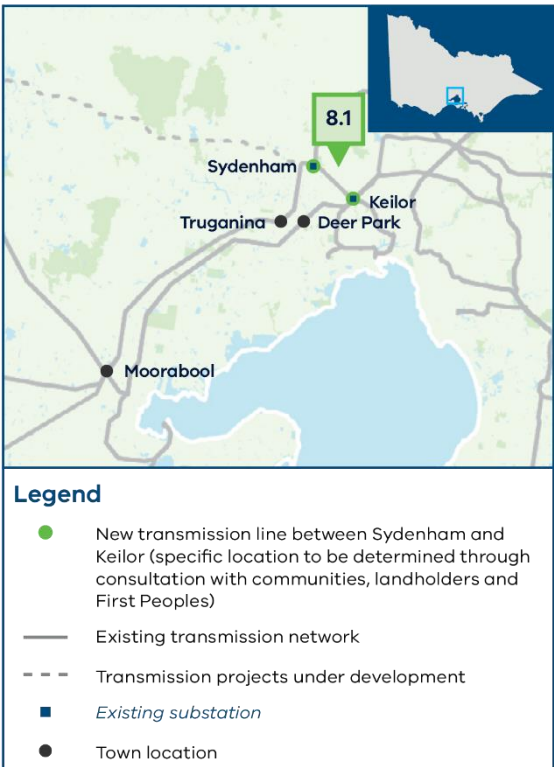 8.1
Sydenham
Keilor
Truganina
Deer Park
Moorabool
Legend
New transmission line between Sydenham and
Keilor (specific location to be determined through
consultation with communities, landholders and
First Peoples)
Existing transmission network
Transmission projects under development
Existing substation
Town location